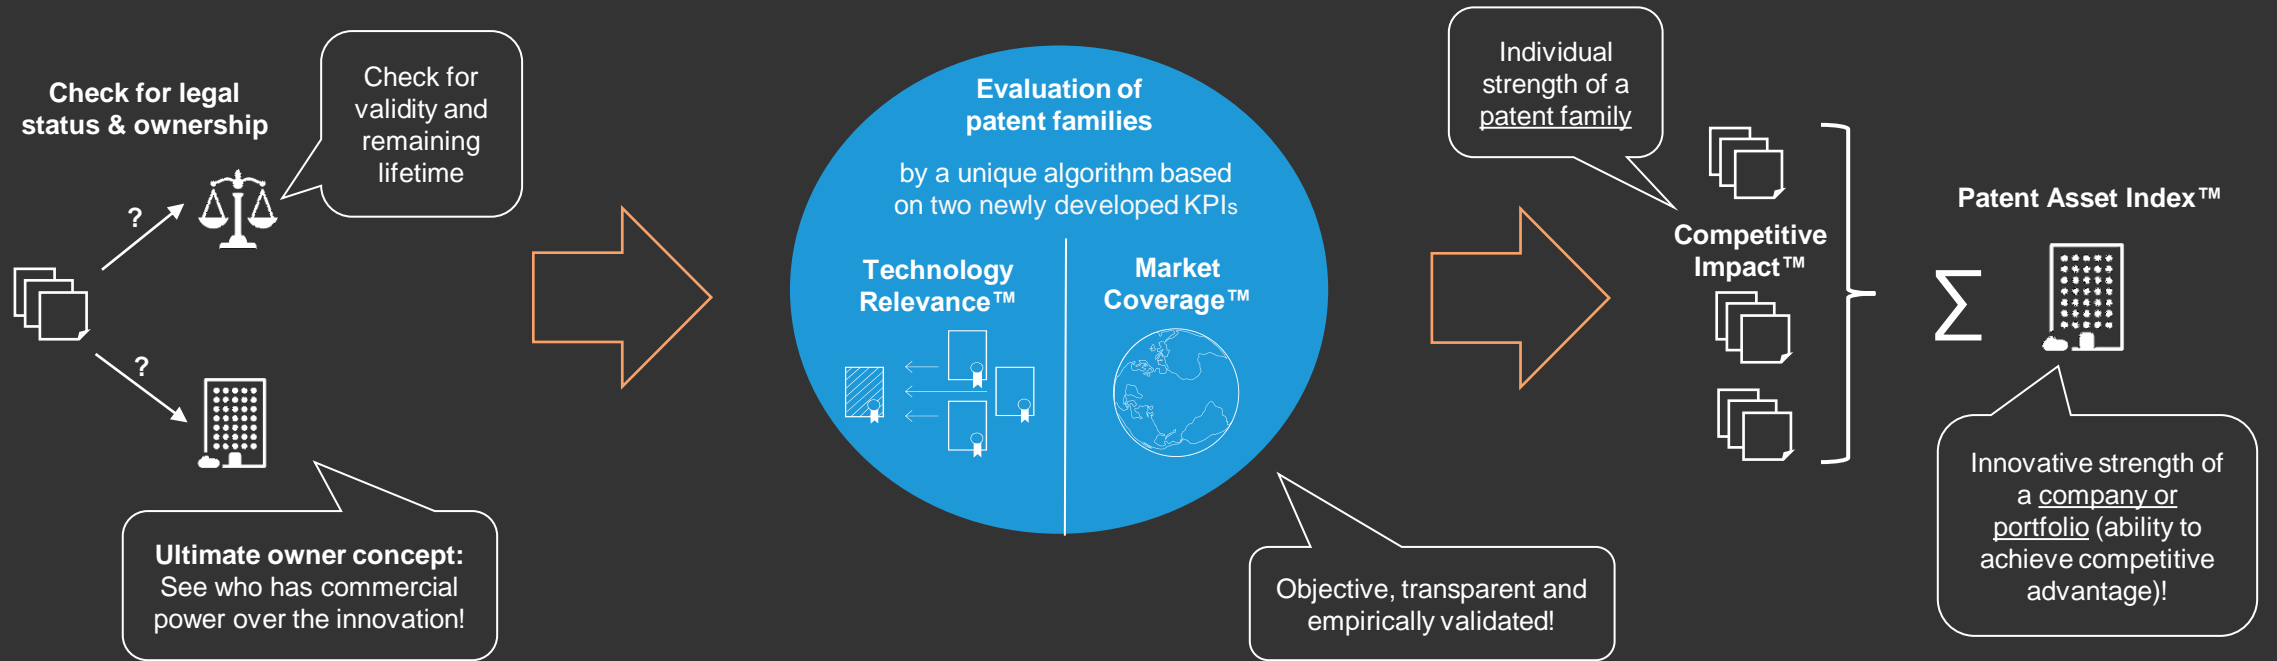 Check for legal
status & ownership
Check for
validity and
remaining
lifetime
?
?
Ultimate owner concept:
See who has commercial
power over the innovation!
Evaluation of
patent families
by a unique algorithm based
on two newly developed KPIs
Technology
Relevance™
Market
Coverage™
Objective, transparent and
empirically validated!
Individual
strength of a
patent family
Competitive
Impact™
Σ
Patent Asset Index™
Innovative strength of
a company or
portfolio (ability to
achieve competitive
advantage)!